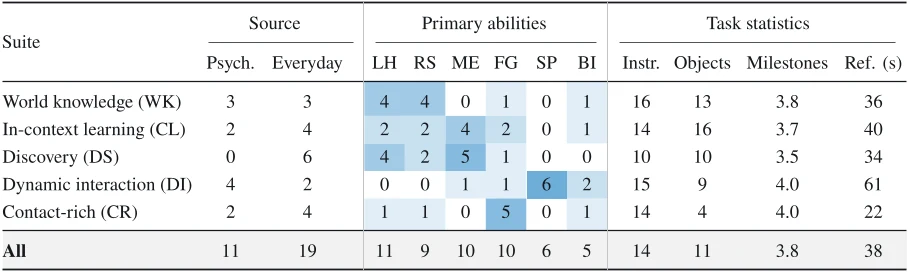 Source Primary abilities Task statistics
Suite
Psych. Everyday LH RS ME FG SP BI Instr. Objects Milestones Ref. (s)
World knowledge (WK) 3 3 4 4 0 1 0 1 16 13 3.8 36
In-context learning (CL) 2 4 2 2 4 2 0 1 14 16 3.7 40
Discovery (DS) 0 6 4 2 5 1 0 0 10 10 3.5 34
Dynamic interaction (DI) 4 2 0 0 1 1 6 2 15 9 4.0 61
Contact-rich (CR) 2 4 1 1 0 5 0 1 14 4 4.0 22
All 11 19 11 9 10 10 6 5 14 11 3.8 38